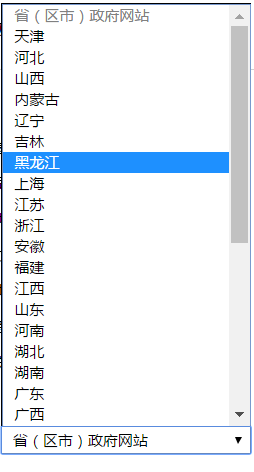 省（区市）政府网站
天津
河北
山西
内蒙古
辽宁
吉林
黑龙江
上海
江苏
浙江
安徽
福建
江西
山东
河南
湖北
湖南
广东
广西
省（区市）政府网站